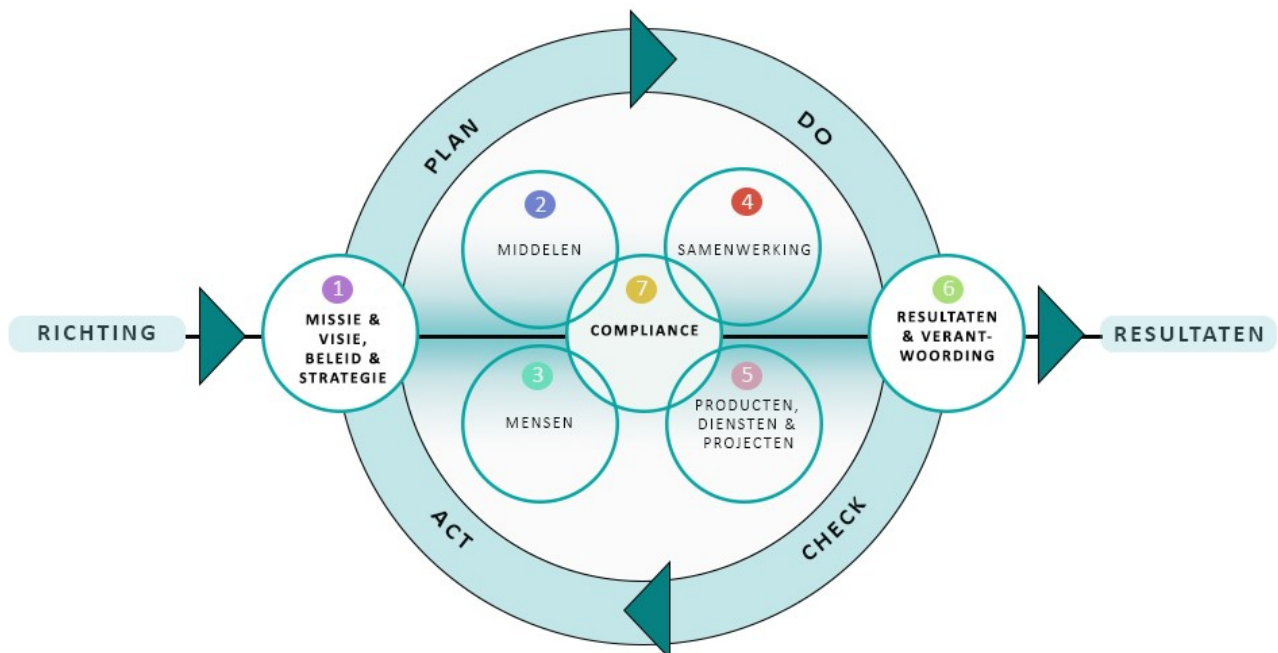 PLAN
DO
2
MIDDELEN
4
SAMENWERKING
RICHTING
1
MISSIE &
VISIE,
BELEID &
STRATEGIE
7
COMPLIANCE
6
RESULTATEN
& VERANT-
WOORDING
RESULTATEN
3
MENSEN
5
PRODUCTEN,
DIENSTEN &
PROJECTEN
ACT
CHECK